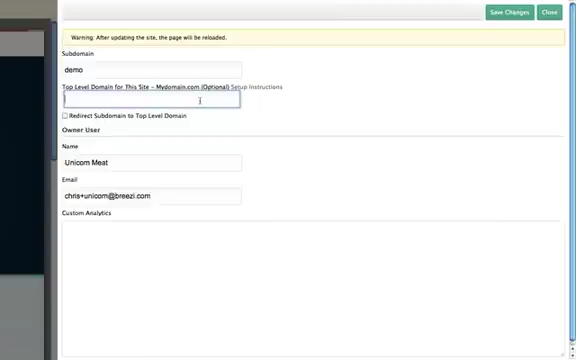 Save Changes Close
Warning: After updating the site, the page will be reloaded.
Subdomain
demo
Top Level Domain for This Site - Mydomain.com (Optional) Setup Instructions
Redirect Subdomain to Top Level Domain
Owner User
Name
Unicorn Meat
Email
chris+unicorn@breezi.com
Custom Analytics